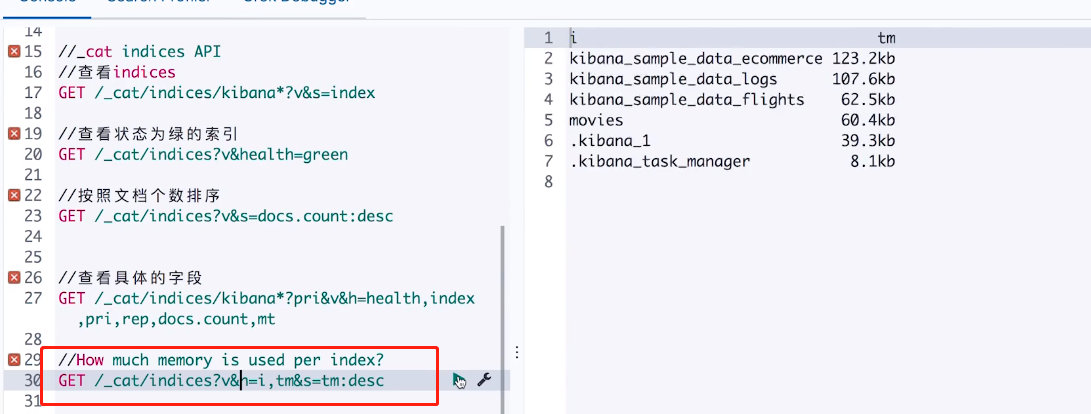 Console Search Profiler Grok Debugger
14
15 //_cat indices API
16 //查看indices
17 GET /_cat/indices/kibana*?v&s=index
18
19 //查看状态为绿的索引
20 GET /_cat/indices?v&health=green
21
22 //按照文档个数排序
23 GET /_cat/indices?v&s=docs.count:desc
24
25
26 //查看具体的字段
27 GET /_cat/indices/kibana*?pri&v&h=health,index
,pri,rep,docs.count,mt
28
29 //How much memory is used per index?
30 GET /_cat/indices?v&h=i,tm&s=tm:desc
31
1 i tm
2 kibana_sample_data_ecommerce 123.2kb
3 kibana_sample_data_logs 107.6kb
4 kibana_sample_data_flights 62.5kb
5 movies 60.4kb
6 .kibana_1 39.3kb
7 .kibana_task_manager 8.1kb
8